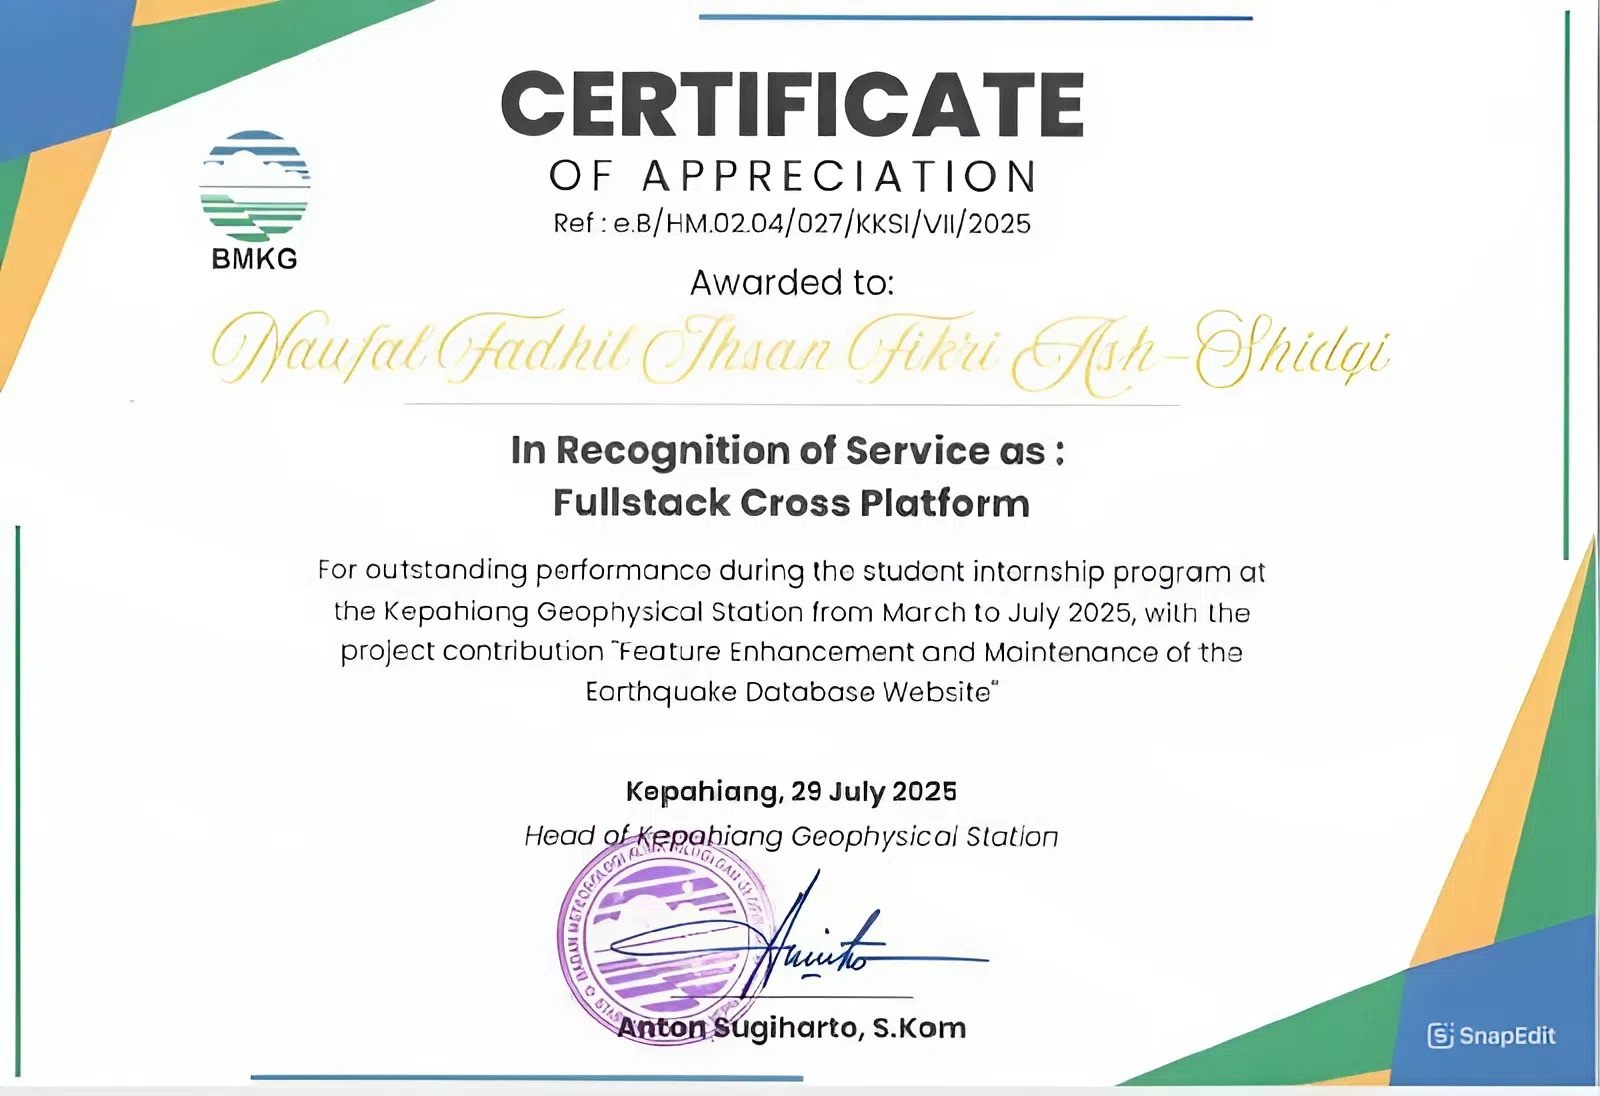 CERTIFICATE
OF APPRECIATION
Ref : e.B/HM.02.04/027/KKSI/VII/2025
BMKG
Awarded to:
Naufal Fadhil Ihsan Fikri Ash-Shidqi
In Recognition of Service as :
Fullstack Cross Platform
For outstanding performance during the student internship program at
the Kepahiang Geophysical Station from March to July 2025, with the
project contribution "Feature Enhancement and Maintenance of the
Earthquake Database Website"
Kepahiang, 29 July 2025
Head of Kepahiang Geophysical Station
BADAN METEOROLOGI
Anton Sugiharto, S.Kom
SnapEdit